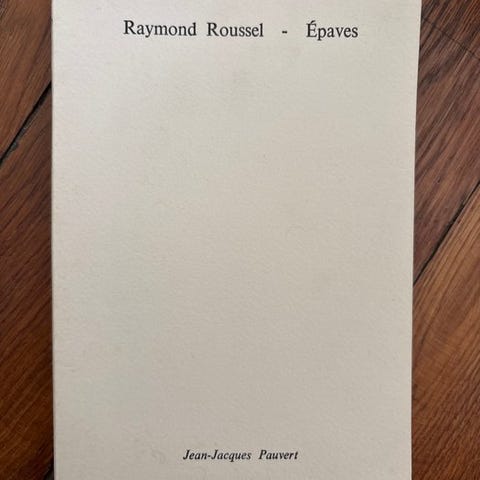 Raymond Roussel - Épaves
Jean-Jacques Pauvert